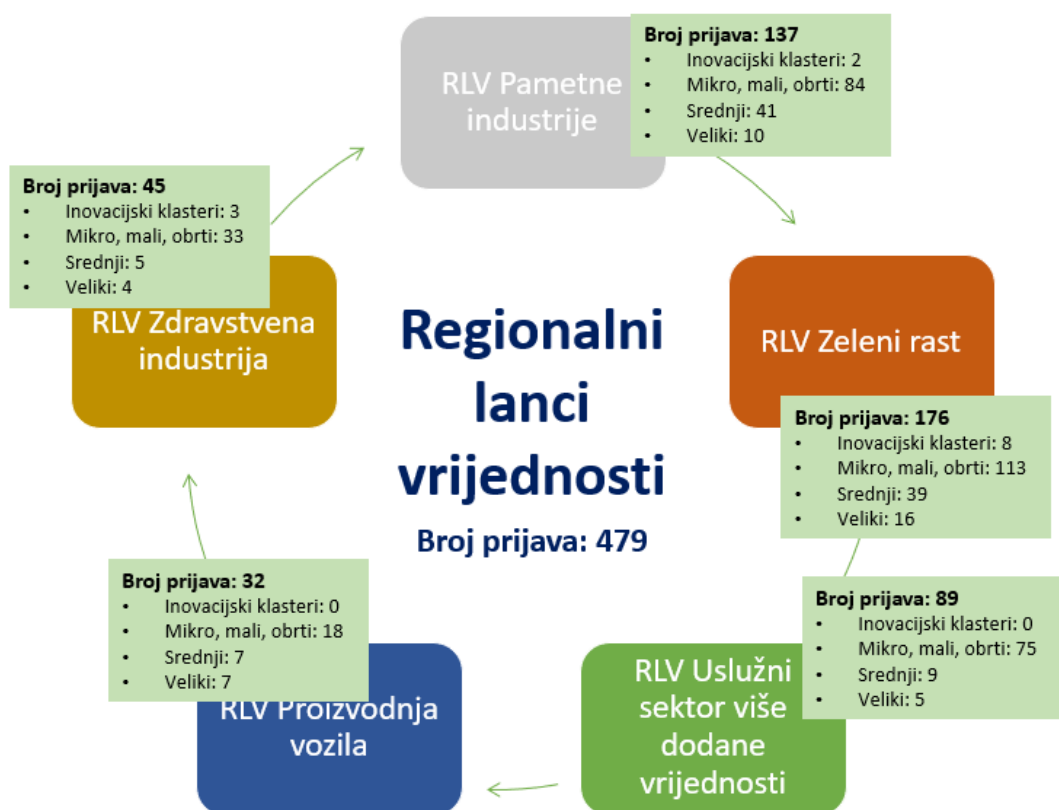 RLV Pametne
industrije
Broj prijava: 137
• Inovacijski klasteri: 2
• Mikro, mali, obrti: 84
• Srednji: 41
• Veliki: 10
RLV Zeleni rast
Broj prijava: 176
• Inovacijski klasteri: 8
• Mikro, mali, obrti: 113
• Srednji: 39
• Veliki: 16
RLV Uslužni
sektor više
dodane
vrijednosti
Broj prijava: 89
• Inovacijski klasteri: 0
• Mikro, mali, obrti: 75
• Srednji: 9
• Veliki: 5
RLV Proizvodnja
vozila
Broj prijava: 32
• Inovacijski klasteri: 0
• Mikro, mali, obrti: 18
• Srednji: 7
• Veliki: 7
RLV Zdravstvena
industrija
Broj prijava: 45
• Inovacijski klasteri: 3
• Mikro, mali, obrti: 33
• Srednji: 5
• Veliki: 4
Regionalni
lanci
vrijednosti
Broj prijava: 479